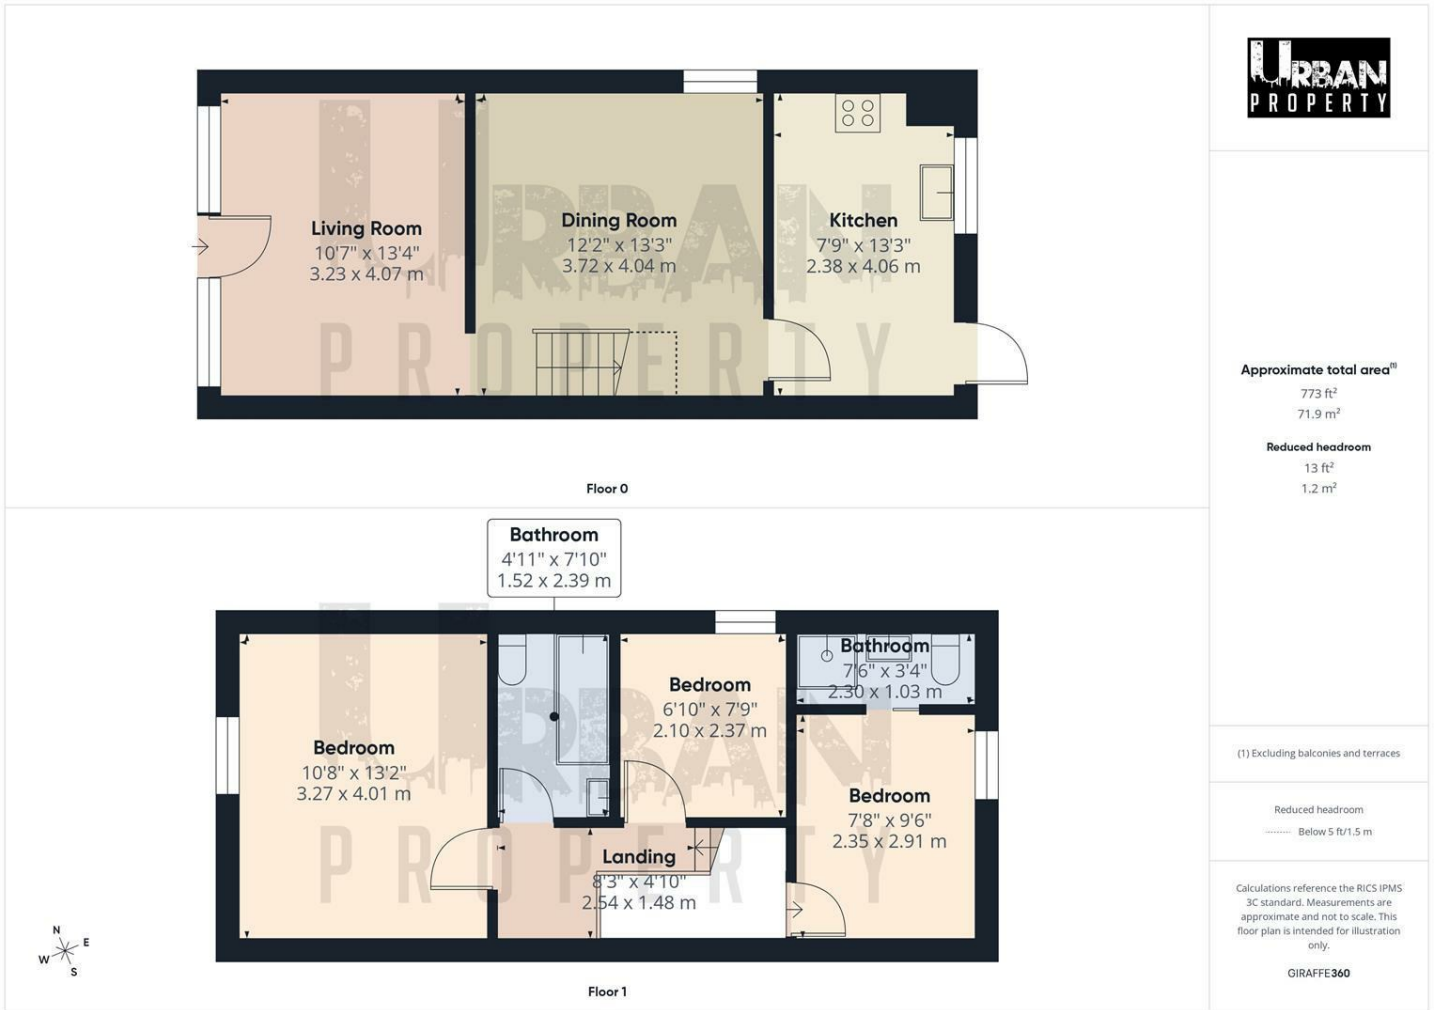 URBAN
PROPERTY
Living Room
10'7" x 13'4"
3.23 x 4.07 m
Dining Room
12'2" x 13'3"
3.72 x 4.04 m
Kitchen
7'9" x 13'3"
2.38 x 4.06 m
URBAN
PROPERTY
Floor 0
Approximate total area(1)
773 ft²
71.9 m²
Reduced headroom
13 ft²
1.2 m²
Bathroom
4'11" x 7'10"
1.52 x 2.39 m
Bedroom
10'8" x 13'2"
3.27 x 4.01 m
Bedroom
6'10" x 7'9"
2.10 x 2.37 m
Bathroom
7'6" x 3'4"
2.30 x 1.03 m
Bedroom
7'8" x 9'6"
2.35 x 2.91 m
Landing
8'3" x 4'10"
2.54 x 1.48 m
URBAN
PROPERTY
N
E
W
S
Floor 1
(1) Excluding balconies and terraces
Reduced headroom
Below 5 ft/1.5 m
Calculations reference the RICS IPMS
3C standard. Measurements are
approximate and not to scale. This
floor plan is intended for illustration
only.
GIRAFFE360